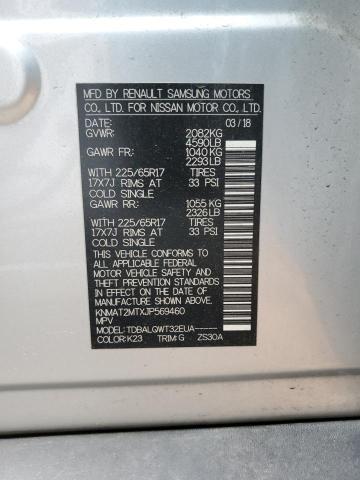 MFD BY RENAULT SAMSUNG MOTORS
CO., LTD. FOR NISSAN MOTOR CO., LTD.
DATE: 03/18
GVWR: 2082KG
4590LB
GAWR FR: 1040 KG
2293LB
WITH 225/65R17 TIRES
17X7J RIMS AT 33 PSI
COLD SINGLE
GAWR RR: 1055 KG
2326LB
WITH 225/65R17 TIRES
17X7J RIMS AT 33 PSI
COLD SINGLE
THIS VEHICLE CONFORMS TO
ALL APPLICABLE FEDERAL
MOTOR VEHICLE SAFETY
AND THEFT PREVENTION
STANDARDS IN EFFECT ON
THE DATE OF
MANUFACTURE SHOWN ABOVE.
KNMAT2MTXJP569460
MPV
MODEL: TDBALQWT32EUA-------
COLOR:K23 TRIM:G ZS30A